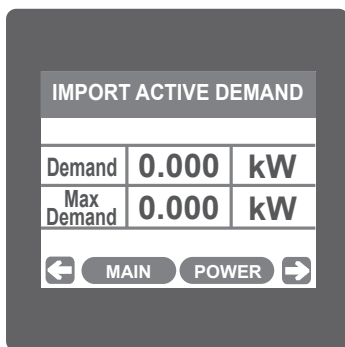 IMPORT ACTIVE DEMAND
Demand 0.000 kW
Max
Demand 0.000 kW
MAIN POWER